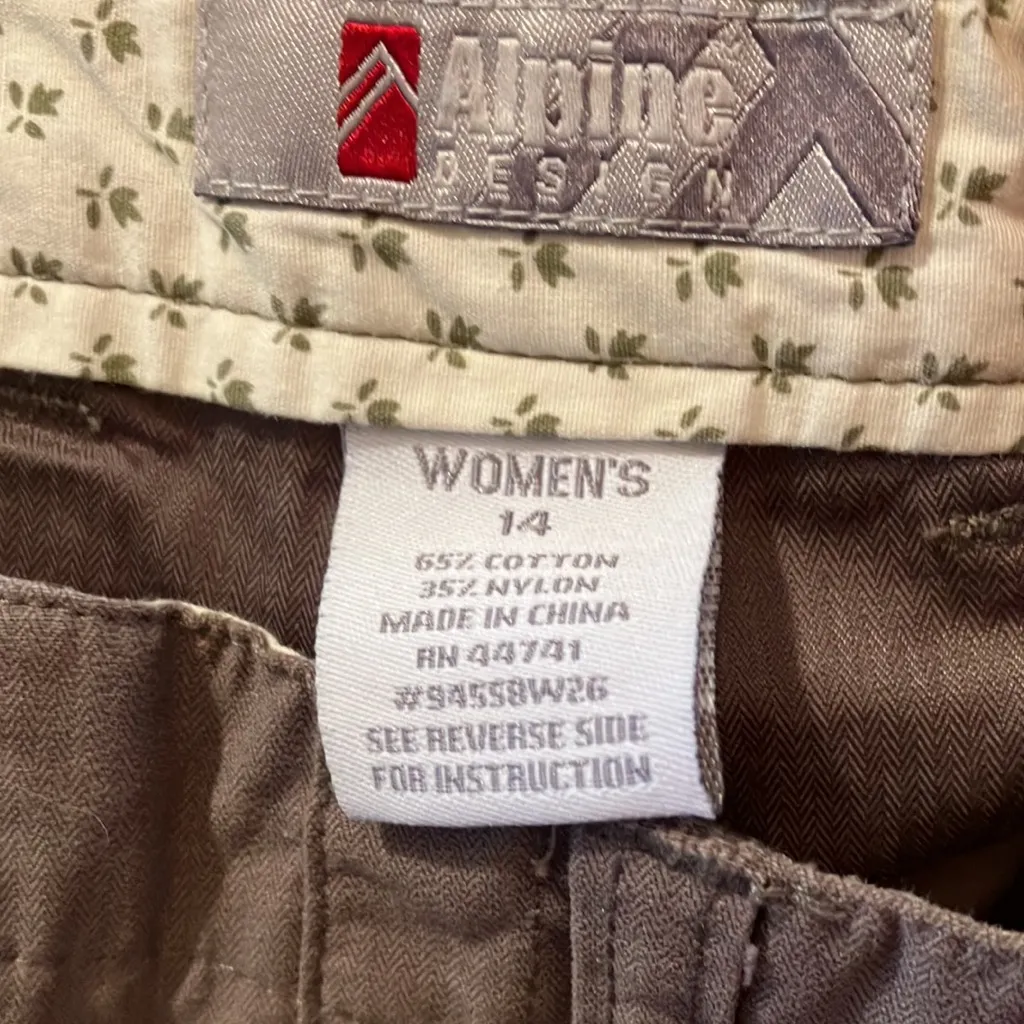 Alpine
DESIGN
WOMEN'S
14
65% COTTON
35% NYLON
MADE IN CHINA
RN 44741
#94558W26
SEE REVERSE SIDE
FOR INSTRUCTION